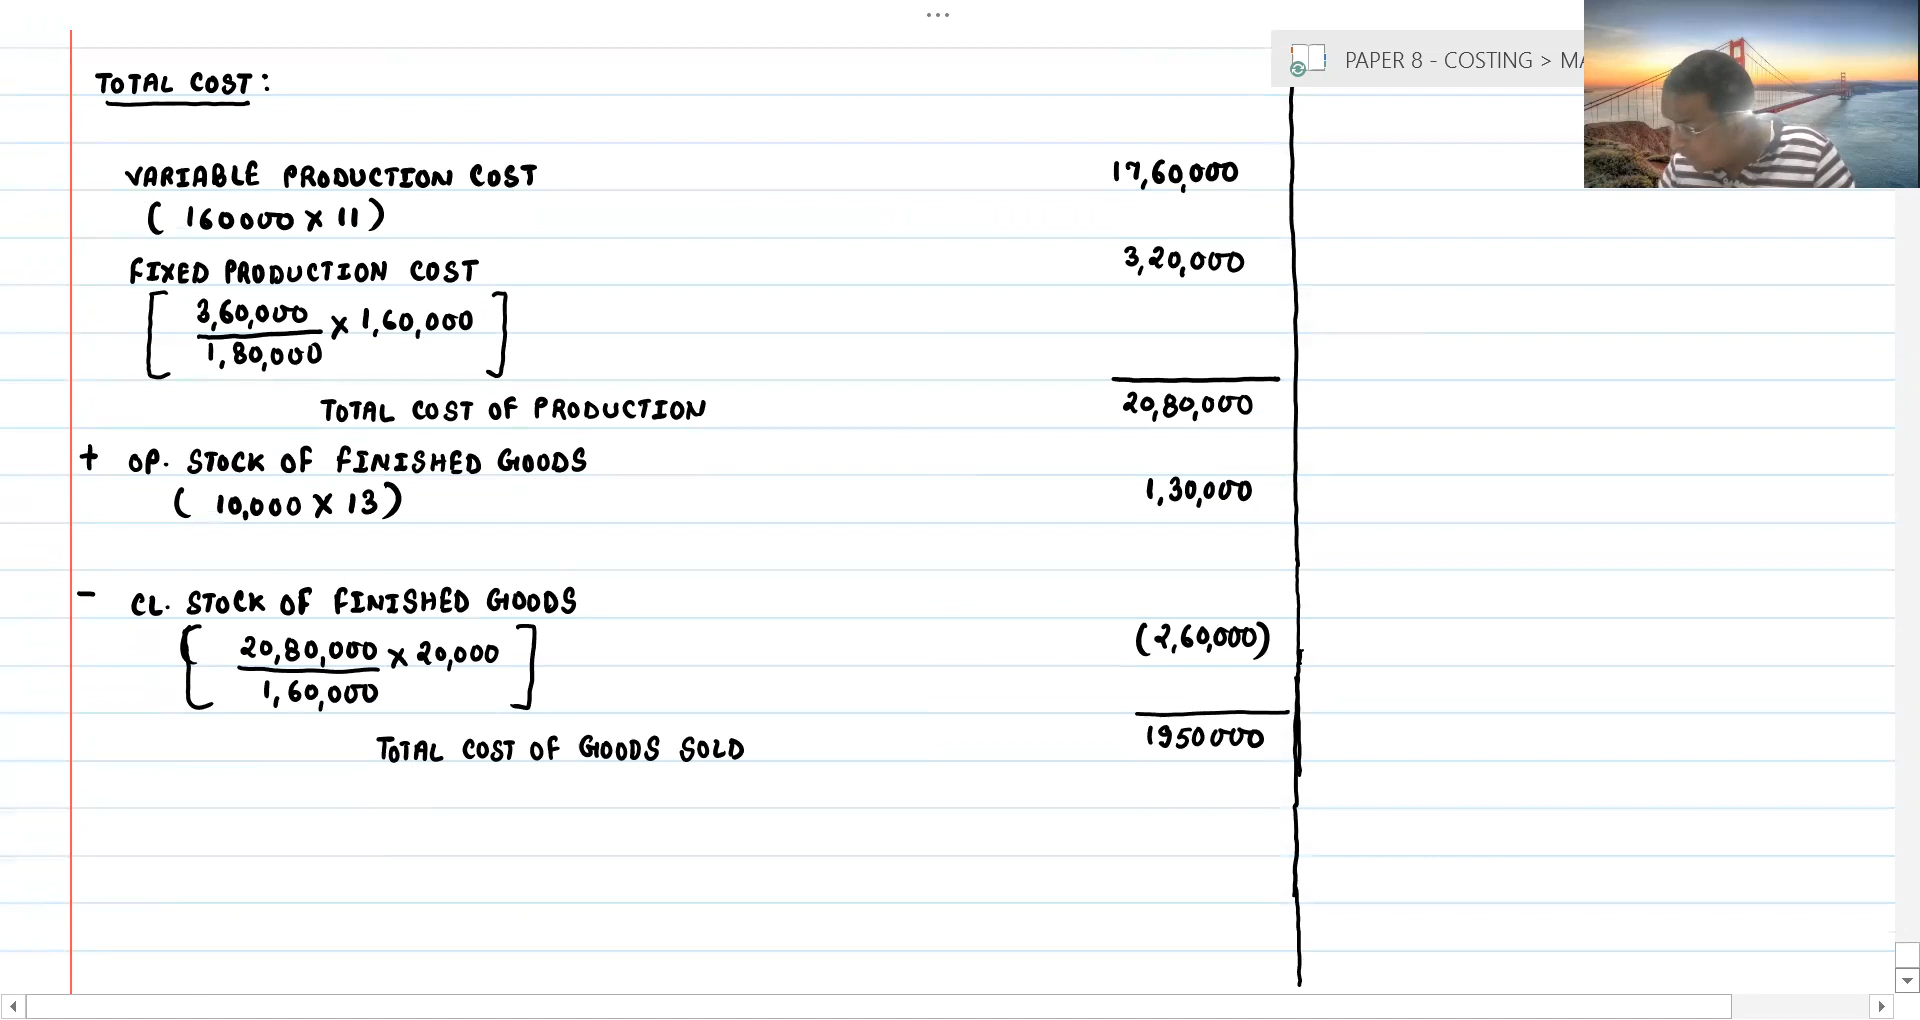 ...
PAPER 8 - COSTING > MA
TOTAL COST:
VARIABLE PRODUCTION COST 17,60,000
( 160000 × 11 )
FIXED PRODUCTION COST 3,20,000
[ 3,60,000 / 1,80,000 × 1,60,000 ]
TOTAL COST OF PRODUCTION 20,80,000
+ OP. STOCK OF FINISHED GOODS
( 10,000 × 13 ) 1,30,000
- CL. STOCK OF FINISHED GOODS
[ 20,80,000 / 1,60,000 × 20,000 ] (2,60,000)
TOTAL COST OF GOODS SOLD 1950000